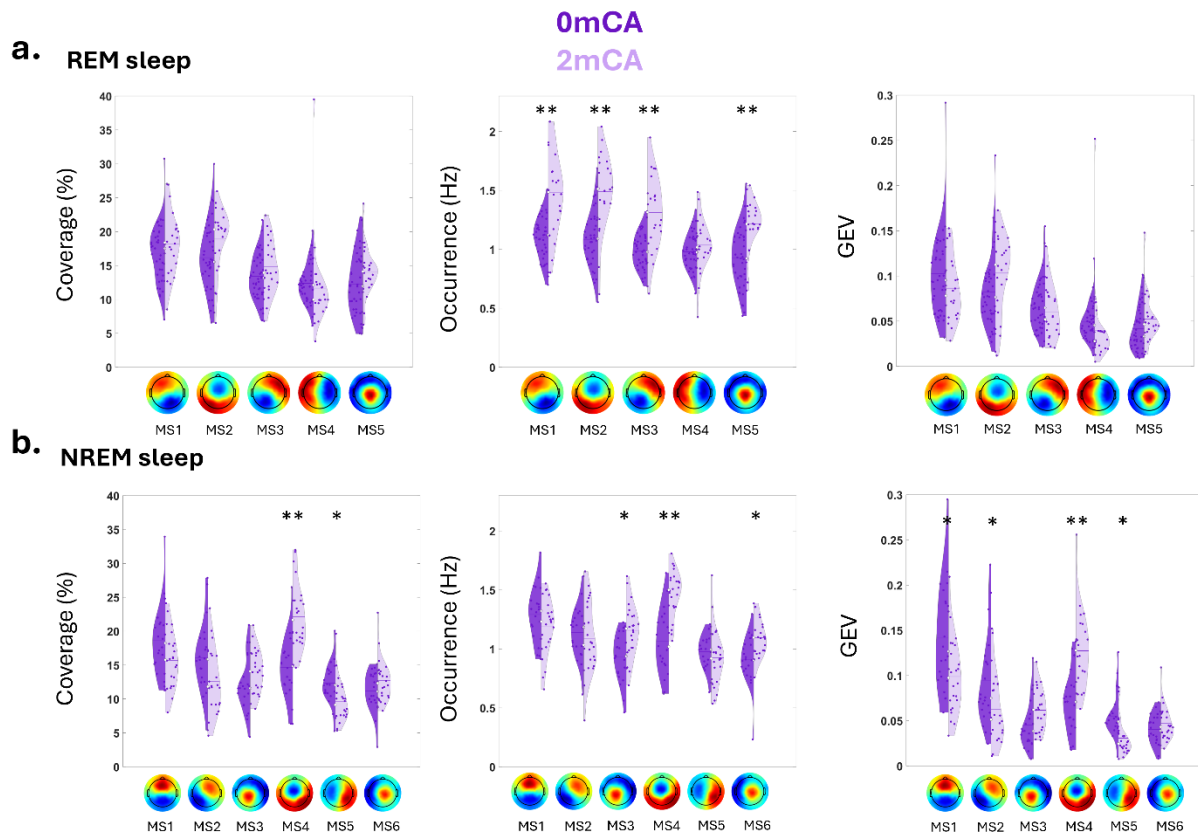 0mCA
2mCA
a. REM sleep
Coverage (%)
40
35
30
25
20
15
10
5
0
MS1 MS2 MS3 MS4 MS5
Occurrence (Hz)
** ** ** **
2
1.5
1
0.5
0
MS1 MS2 MS3 MS4 MS5
GEV
0.3
0.25
0.2
0.15
0.1
0.05
0
MS1 MS2 MS3 MS4 MS5
b. NREM sleep
Coverage (%)
** *
40
35
30
25
20
15
10
5
0
MS1 MS2 MS3 MS4 MS5 MS6
Occurrence (Hz)
* ** *
2
1.5
1
0.5
0
MS1 MS2 MS3 MS4 MS5 MS6
GEV
* * ** *
0.3
0.25
0.2
0.15
0.1
0.05
0
MS1 MS2 MS3 MS4 MS5 MS6